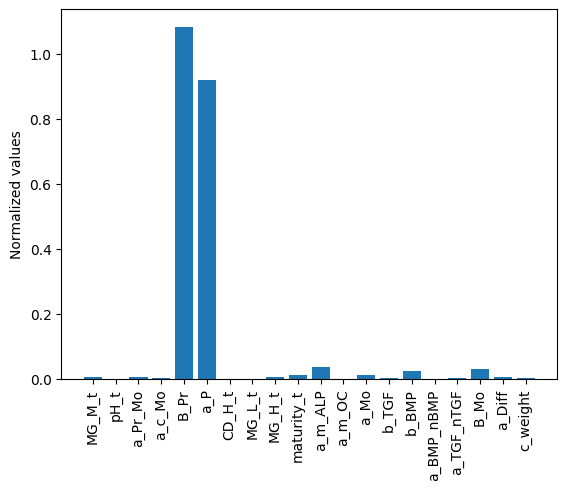 Normalized values
1.0
0.8
0.6
0.4
0.2
0.0
MG_M_t
pH_t
a_Pr_Mo
a_c_Mo
B_Pr
a_P
CD_H_t
MG_L_t
MG_H_t
maturity_t
a_m_ALP
a_m_OC
a_Mo
b_TGF
b_BMP
a_BMP_nBMP
a_TGF_nTGF
B_Mo
a_Diff
c_weight